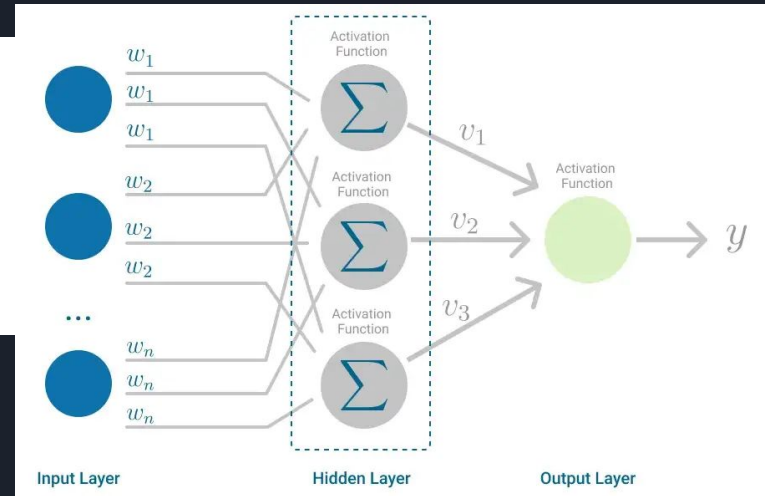 Activation
Function
w1
w1
w1
Σ
v1
w2
w2
w2
Activation
Function
Σ
v2
Activation
Function
y
...
wn
wn
wn
Activation
Function
Σ
v3
Input Layer
Hidden Layer
Output Layer